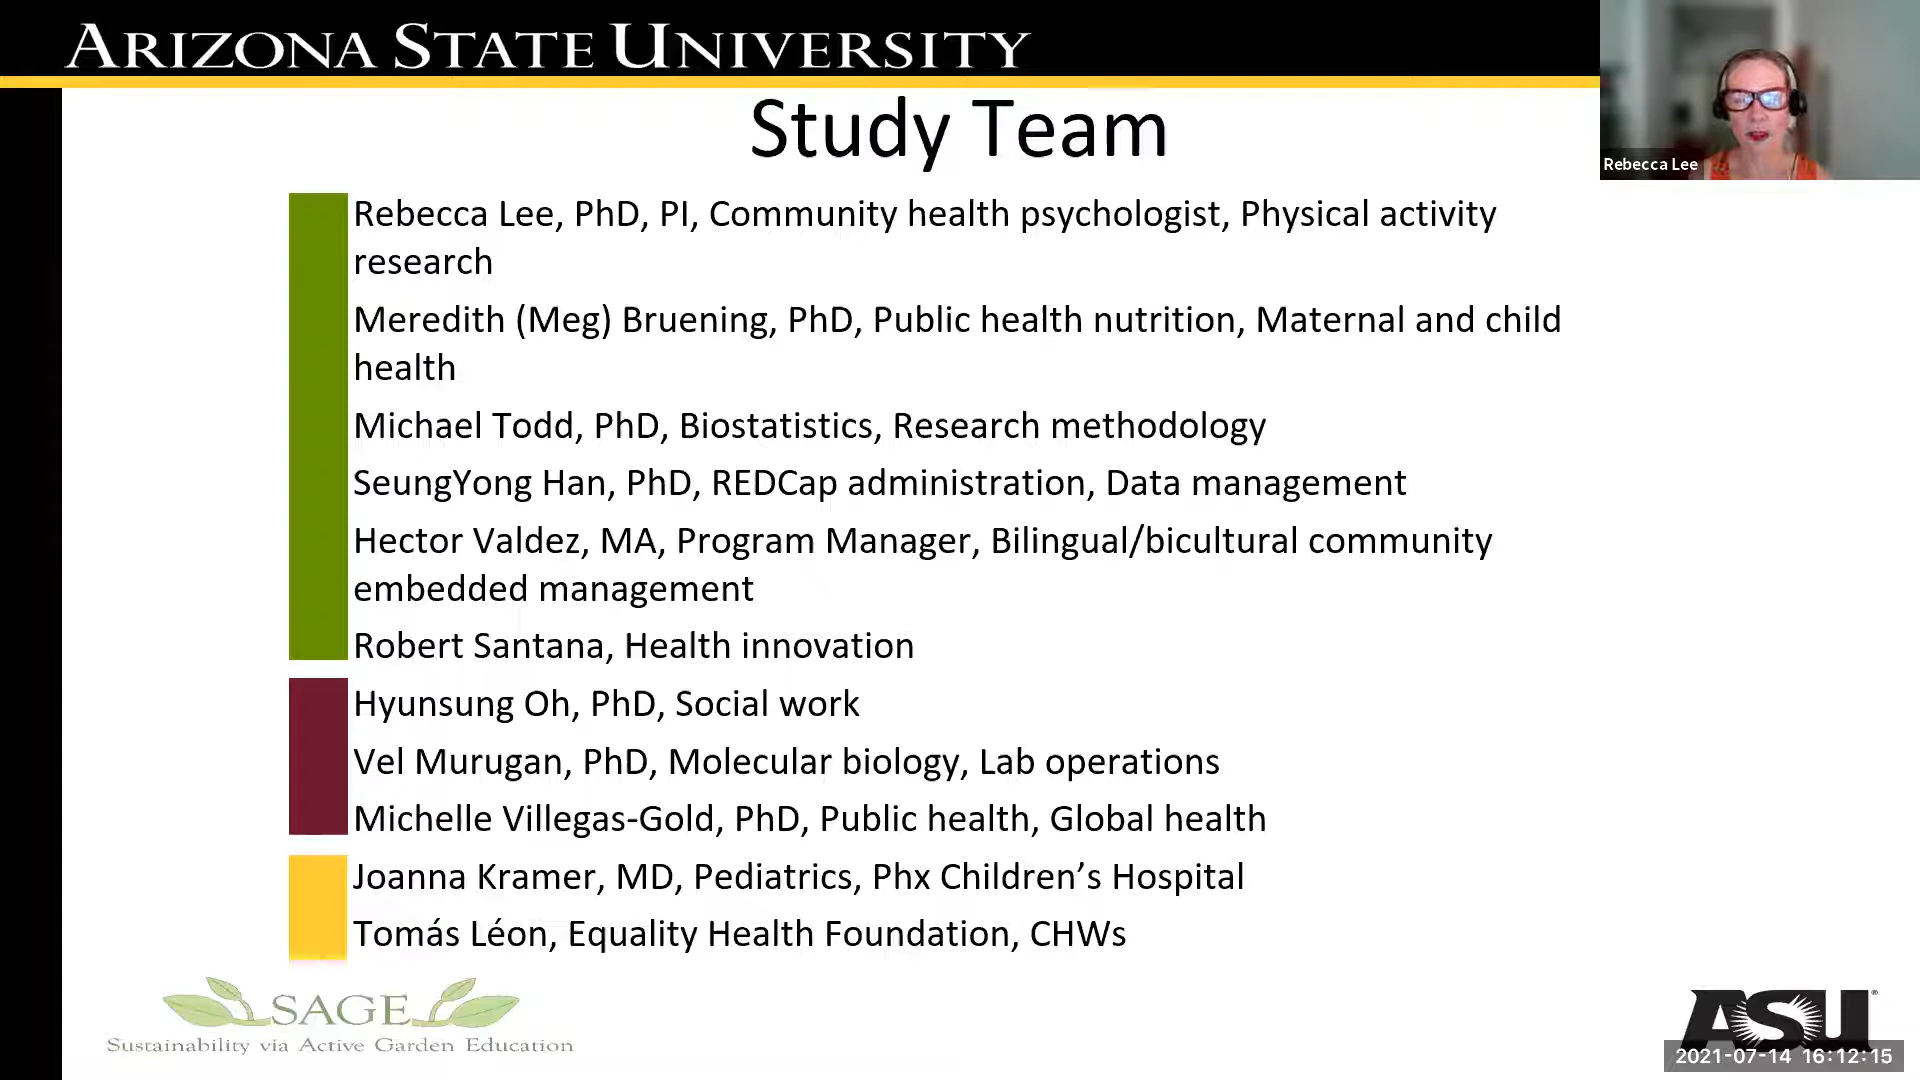 ARIZONA STATE UNIVERSITY
Study Team
Rebecca Lee
Rebecca Lee, PhD, PI, Community health psychologist, Physical activity
research
Meredith (Meg) Bruening, PhD, Public health nutrition, Maternal and child
health
Michael Todd, PhD, Biostatistics, Research methodology
SeungYong Han, PhD, REDCap administration, Data management
Hector Valdez, MA, Program Manager, Bilingual/bicultural community
embedded management
Robert Santana, Health innovation
Hyunsung Oh, PhD, Social work
Vel Murugan, PhD, Molecular biology, Lab operations
Michelle Villegas-Gold, PhD, Public health, Global health
Joanna Kramer, MD, Pediatrics, Phx Children’s Hospital
Tomás Léon, Equality Health Foundation, CHWs
SAGE
Sustainability via Active Garden Education
ASU®
2021-07-14 16:12:15